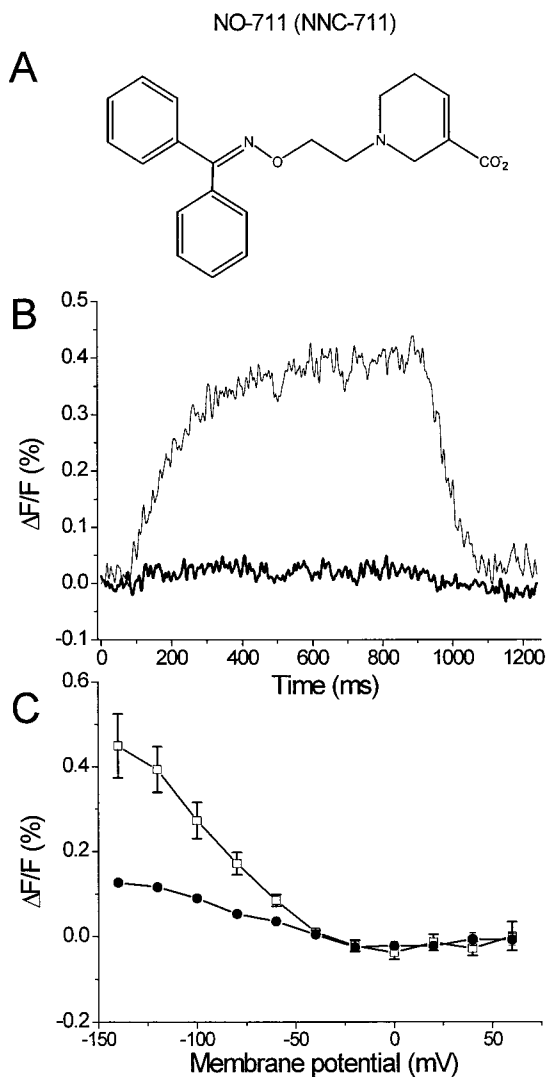 NO-711 (NNC-711)
A
N
O
N
CO-2
B
0.5
0.4
0.3
0.2
0.1
0.0
-0.1
ΔF/F (%)
0 200 400 600 800 1000 1200
Time (ms)
C
0.6
0.4
0.2
0.0
-0.2
ΔF/F (%)
-150 -100 -50 0 50
Membrane potential (mV)